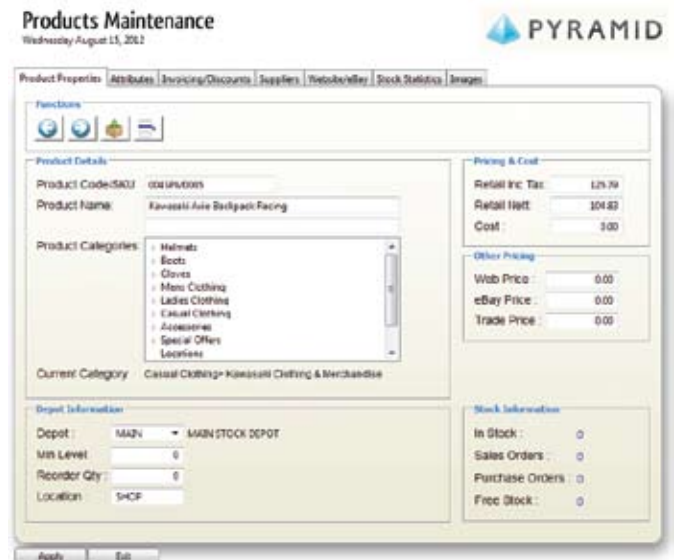 Products Maintenance
Wednesday August 15, 2012
PYRAMID
Product Properties Attributes Invoicing/Discounts Suppliers Website/eBay Stock Statistics Images
Functions
Product Details
Product Code/SKU
Product Name: Kawasaki Axie Backpack Racing
Product Categories
Helmets
Boots
Gloves
Mens Clothing
Ladies Clothing
Casual Clothing
Accessories
Special Offers
Locations
Current Category Casual Clothing> Kawasaki Clothing & Merchandise
Pricing & Cost
Retail Inc Tax 125.79
Retail Nett 104.83
Cost : 3.00
Other Pricing
Web Price : 0.00
eBay Price : 0.00
Trade Price : 0.00
Depot Information
Depot : MAIN MAIN STOCK DEPOT
Min Level 0
Reorder Qty : 0
Location SHOP
Stock Information
In Stock : 0
Sales Orders : 0
Purchase Orders : 0
Free Stock : 0
Apply Exit